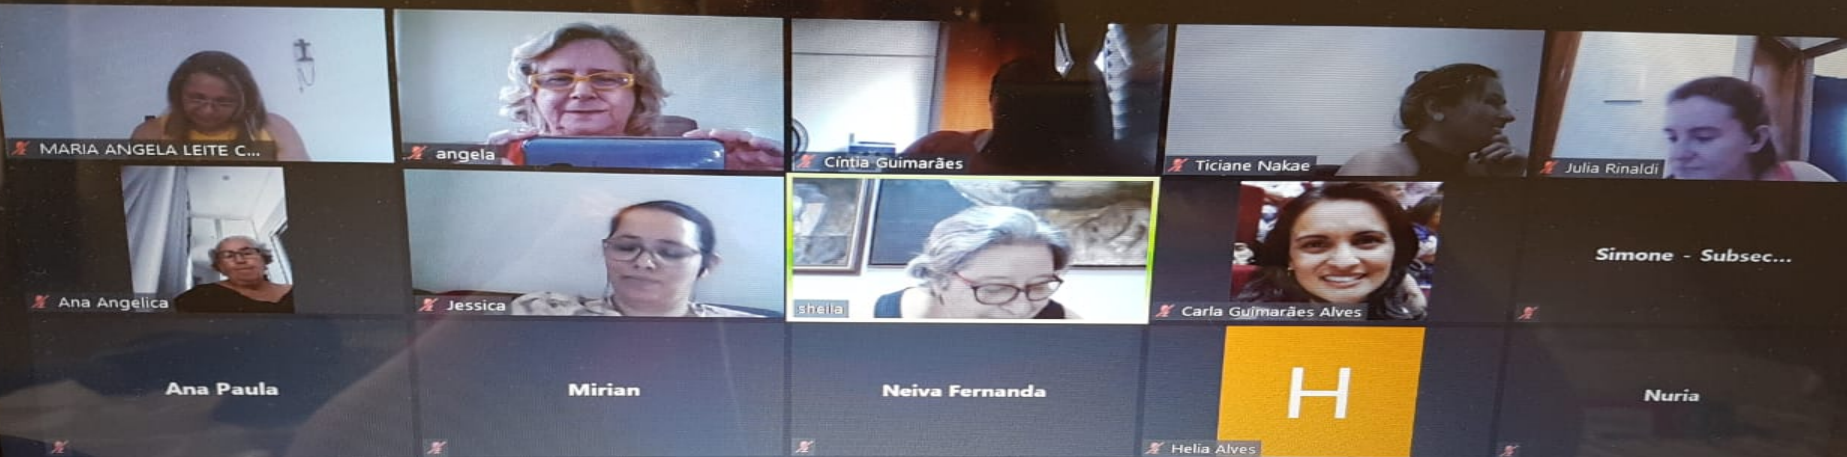 MARIA ANGELA LEITE C...
angela
Cíntia Guimarães
Ticiane Nakae
Julia Rinaldi
Ana Angelica
Jessica
sheila
Carla Guimarães Alves
Simone - Subsec...
Ana Paula
Mirian
Neiva Fernanda
H
Helia Alves
Nuria